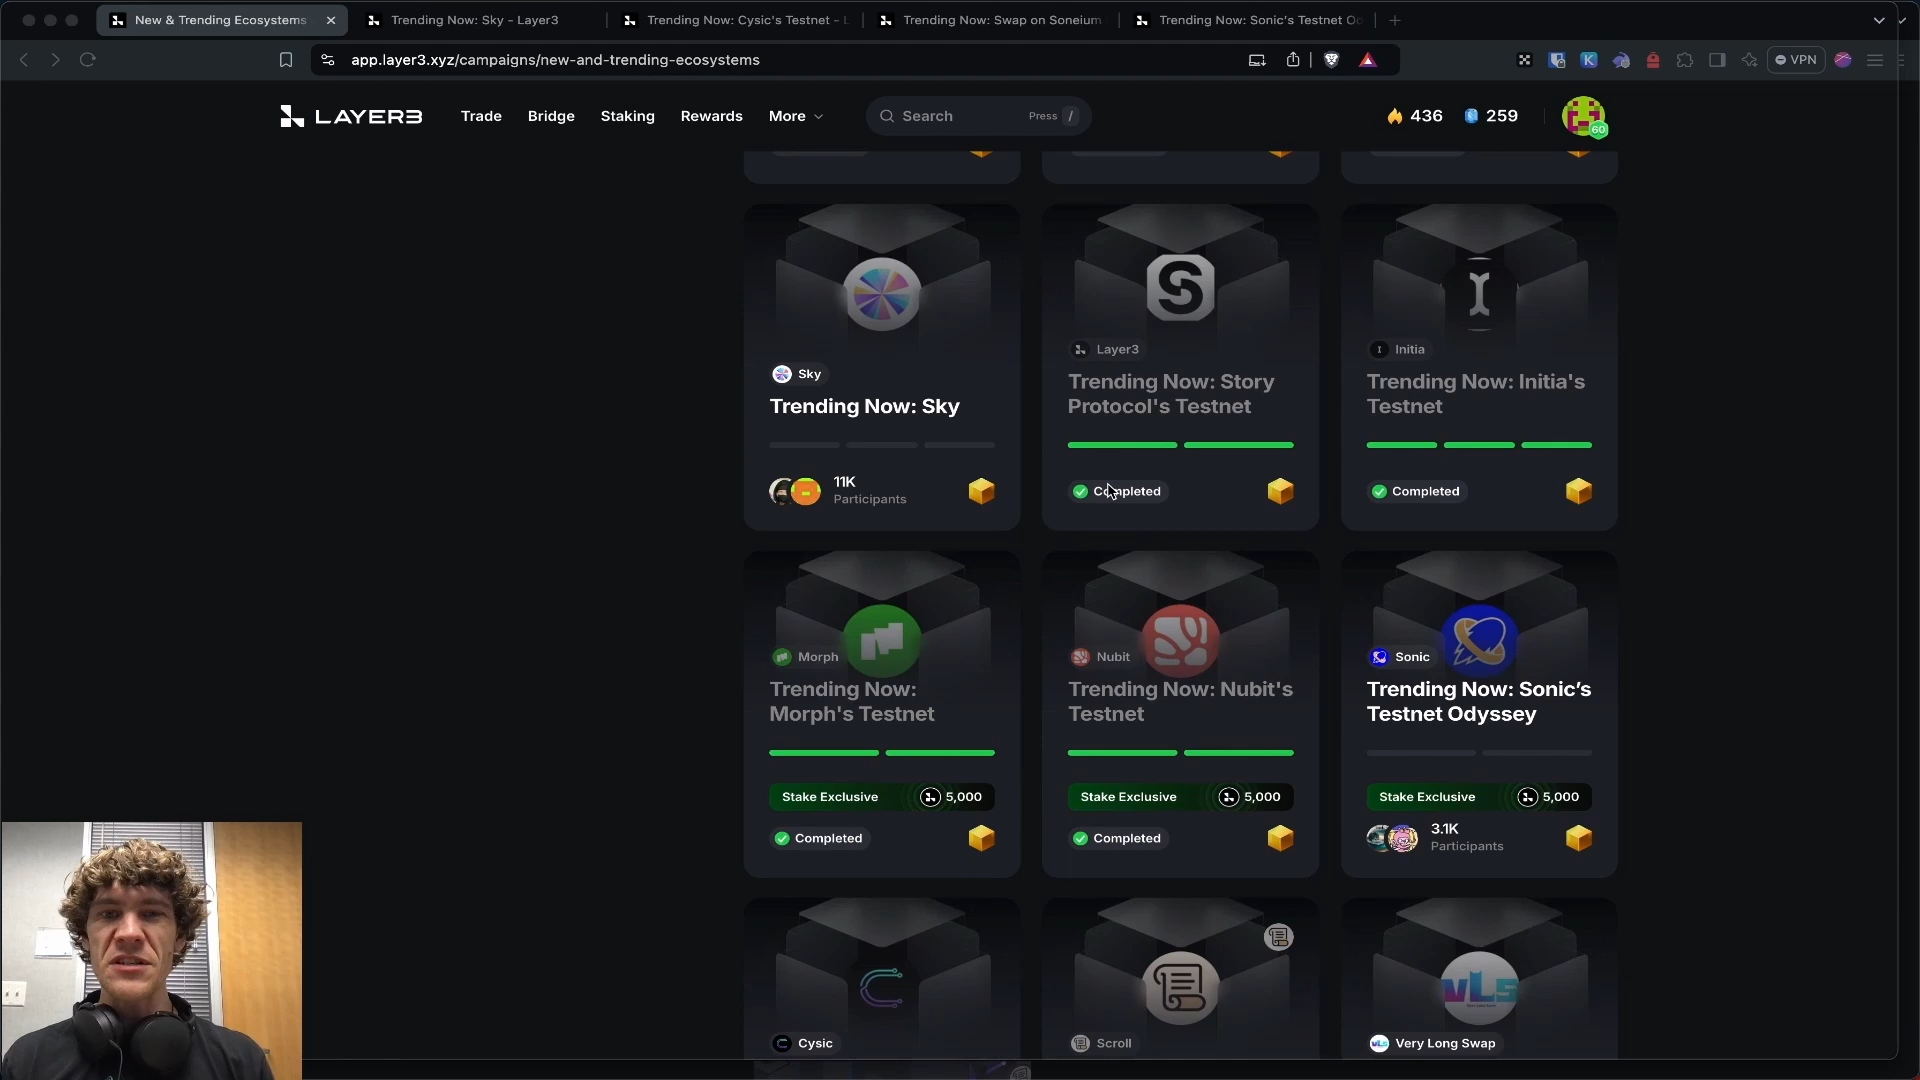 New & Trending Ecosystems
Trending Now: Sky – Layer3
Trending Now: Cysic's Testnet – L
Trending Now: Swap on Soneium
Trending Now: Sonic's Testnet Od
app.layer3.xyz/campaigns/new-and-trending-ecosystems
VPN
LAYER3
Trade
Bridge
Staking
Rewards
More
Search
Press /
436
259
60
Sky
Trending Now: Sky
11K
Participants
Layer3
Trending Now: Story
Protocol's Testnet
Completed
Initia
Trending Now: Initia's
Testnet
Completed
Morph
Trending Now:
Morph's Testnet
Stake Exclusive
5,000
Completed
Nubit
Trending Now: Nubit's
Testnet
Stake Exclusive
5,000
Completed
Sonic
Trending Now: Sonic’s
Testnet Odyssey
Stake Exclusive
5,000
3.1K
Participants
Cysic
Scroll
vLs
Very Long Swap